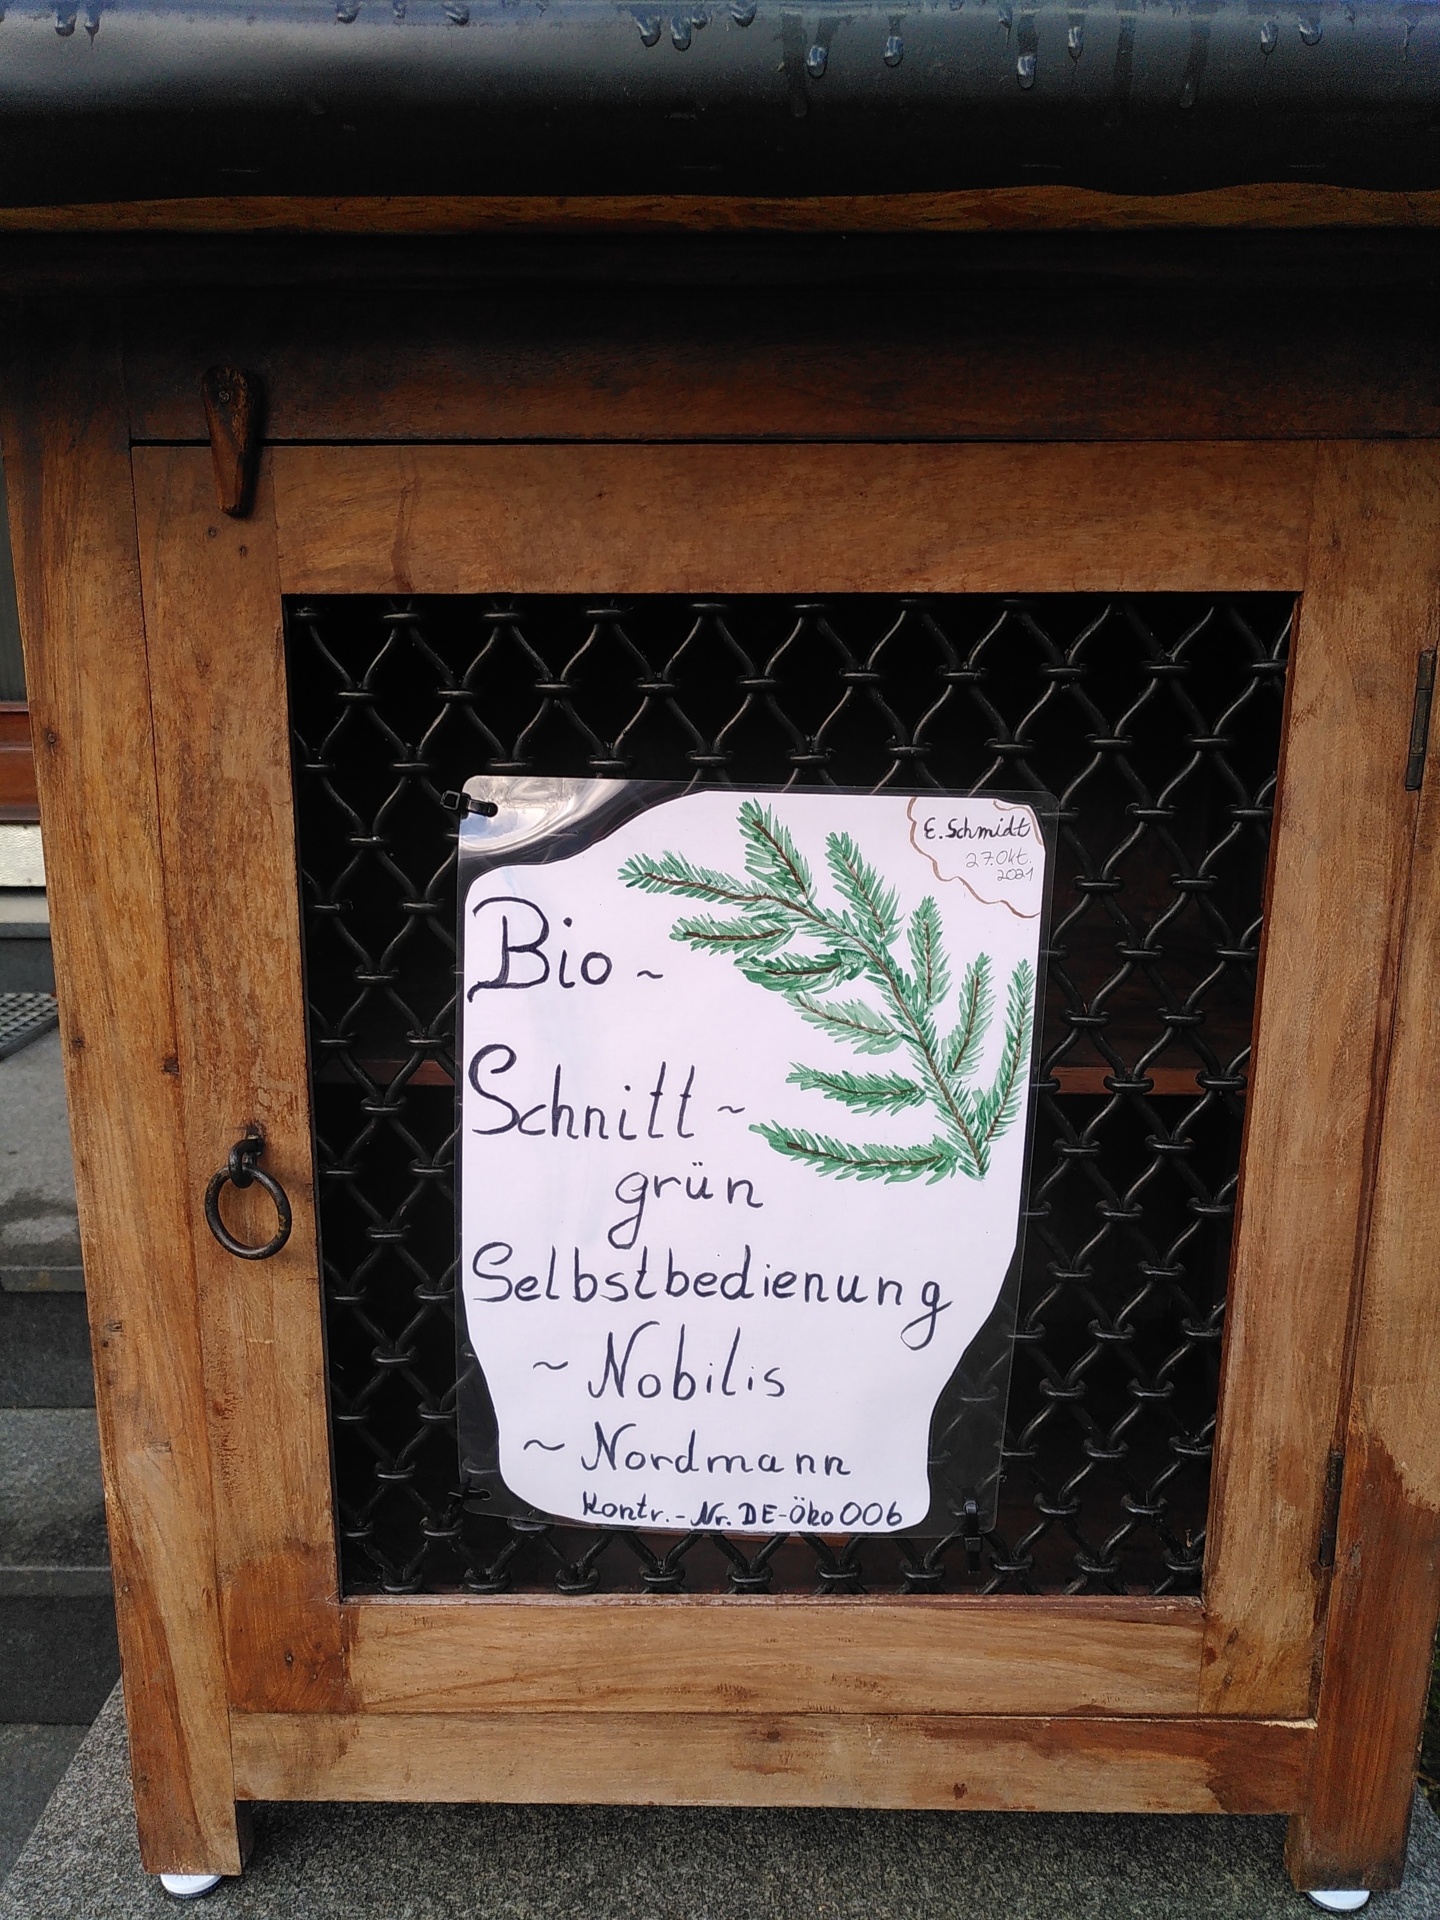 E. Schmidt
27. Okt.
2021
Bio ~
Schnitt ~
grün
Selbstbedienung
~ Nobilis
~ Nordmann
Kontr.-Nr. DE-Öko 006